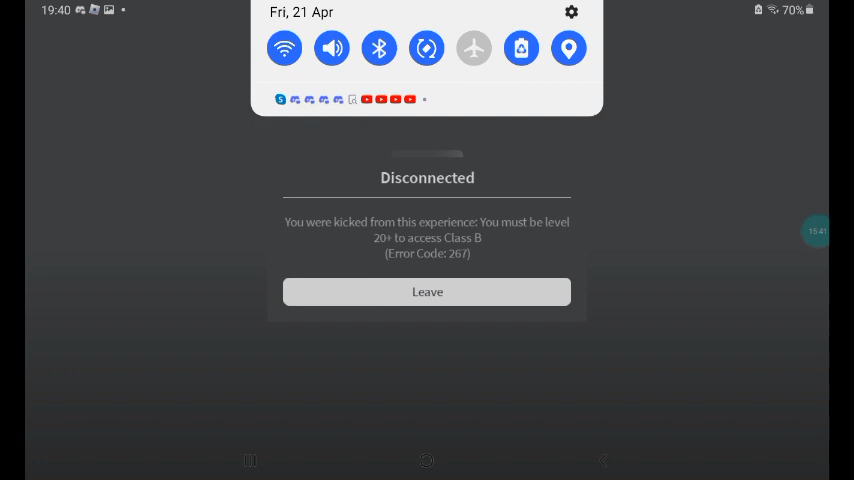 19:40
70%
Fri, 21 Apr
Disconnected
You were kicked from this experience: You must be level
20+ to access Class B
(Error Code: 267)
Leave
15:41